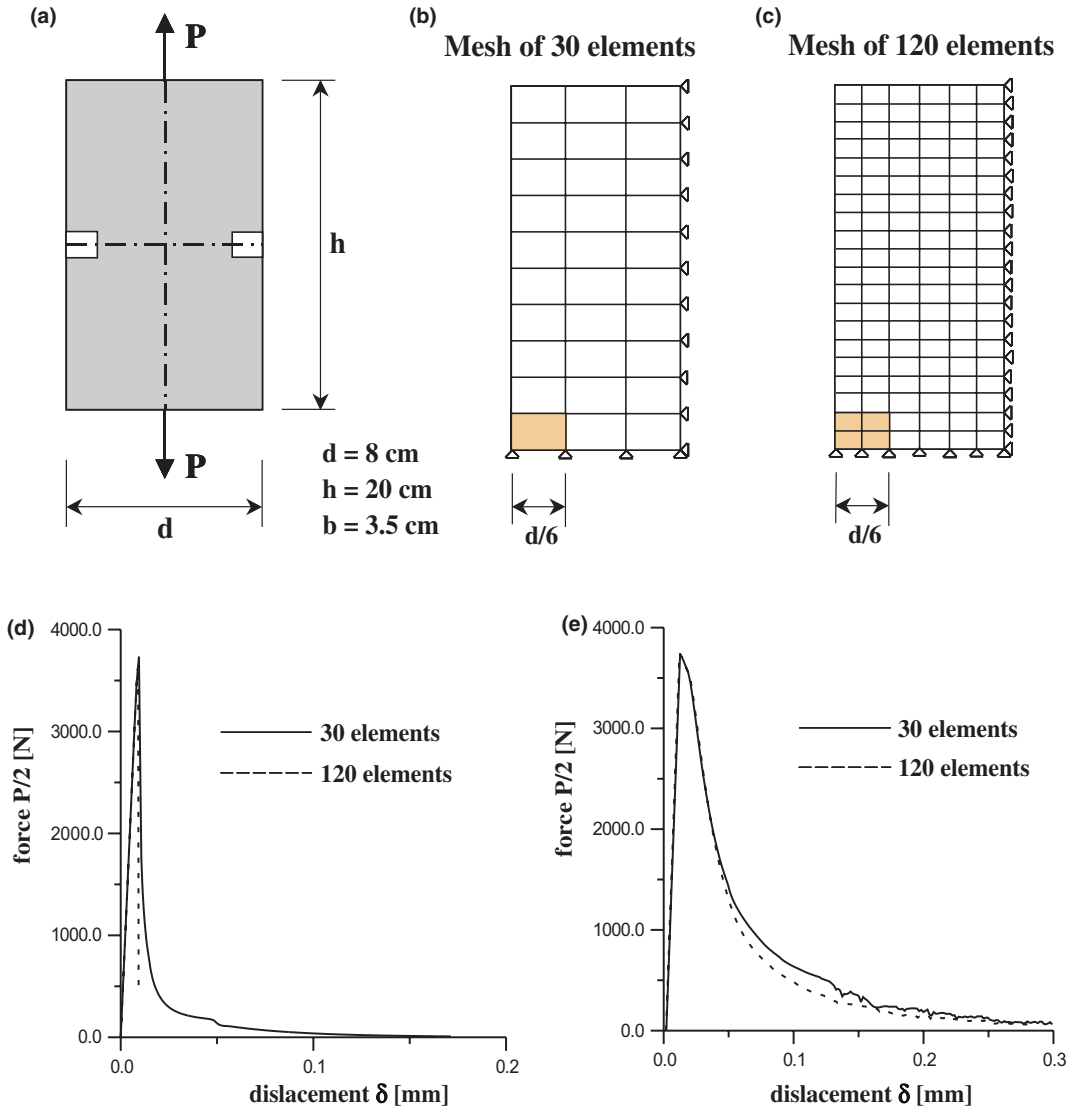 (a)
P
h
P
d
d = 8 cm
h = 20 cm
b = 3.5 cm
(b)
Mesh of 30 elements
d/6
(c)
Mesh of 120 elements
d/6
(d)
4000.0
3000.0
2000.0
1000.0
0.0
force P/2 [N]
30 elements
120 elements
0.0
0.1
0.2
dislacement δ [mm]
(e)
4000.0
3000.0
2000.0
1000.0
0.0
force P/2 [N]
30 elements
120 elements
0.0
0.1
0.2
0.3
displacement δ [mm]